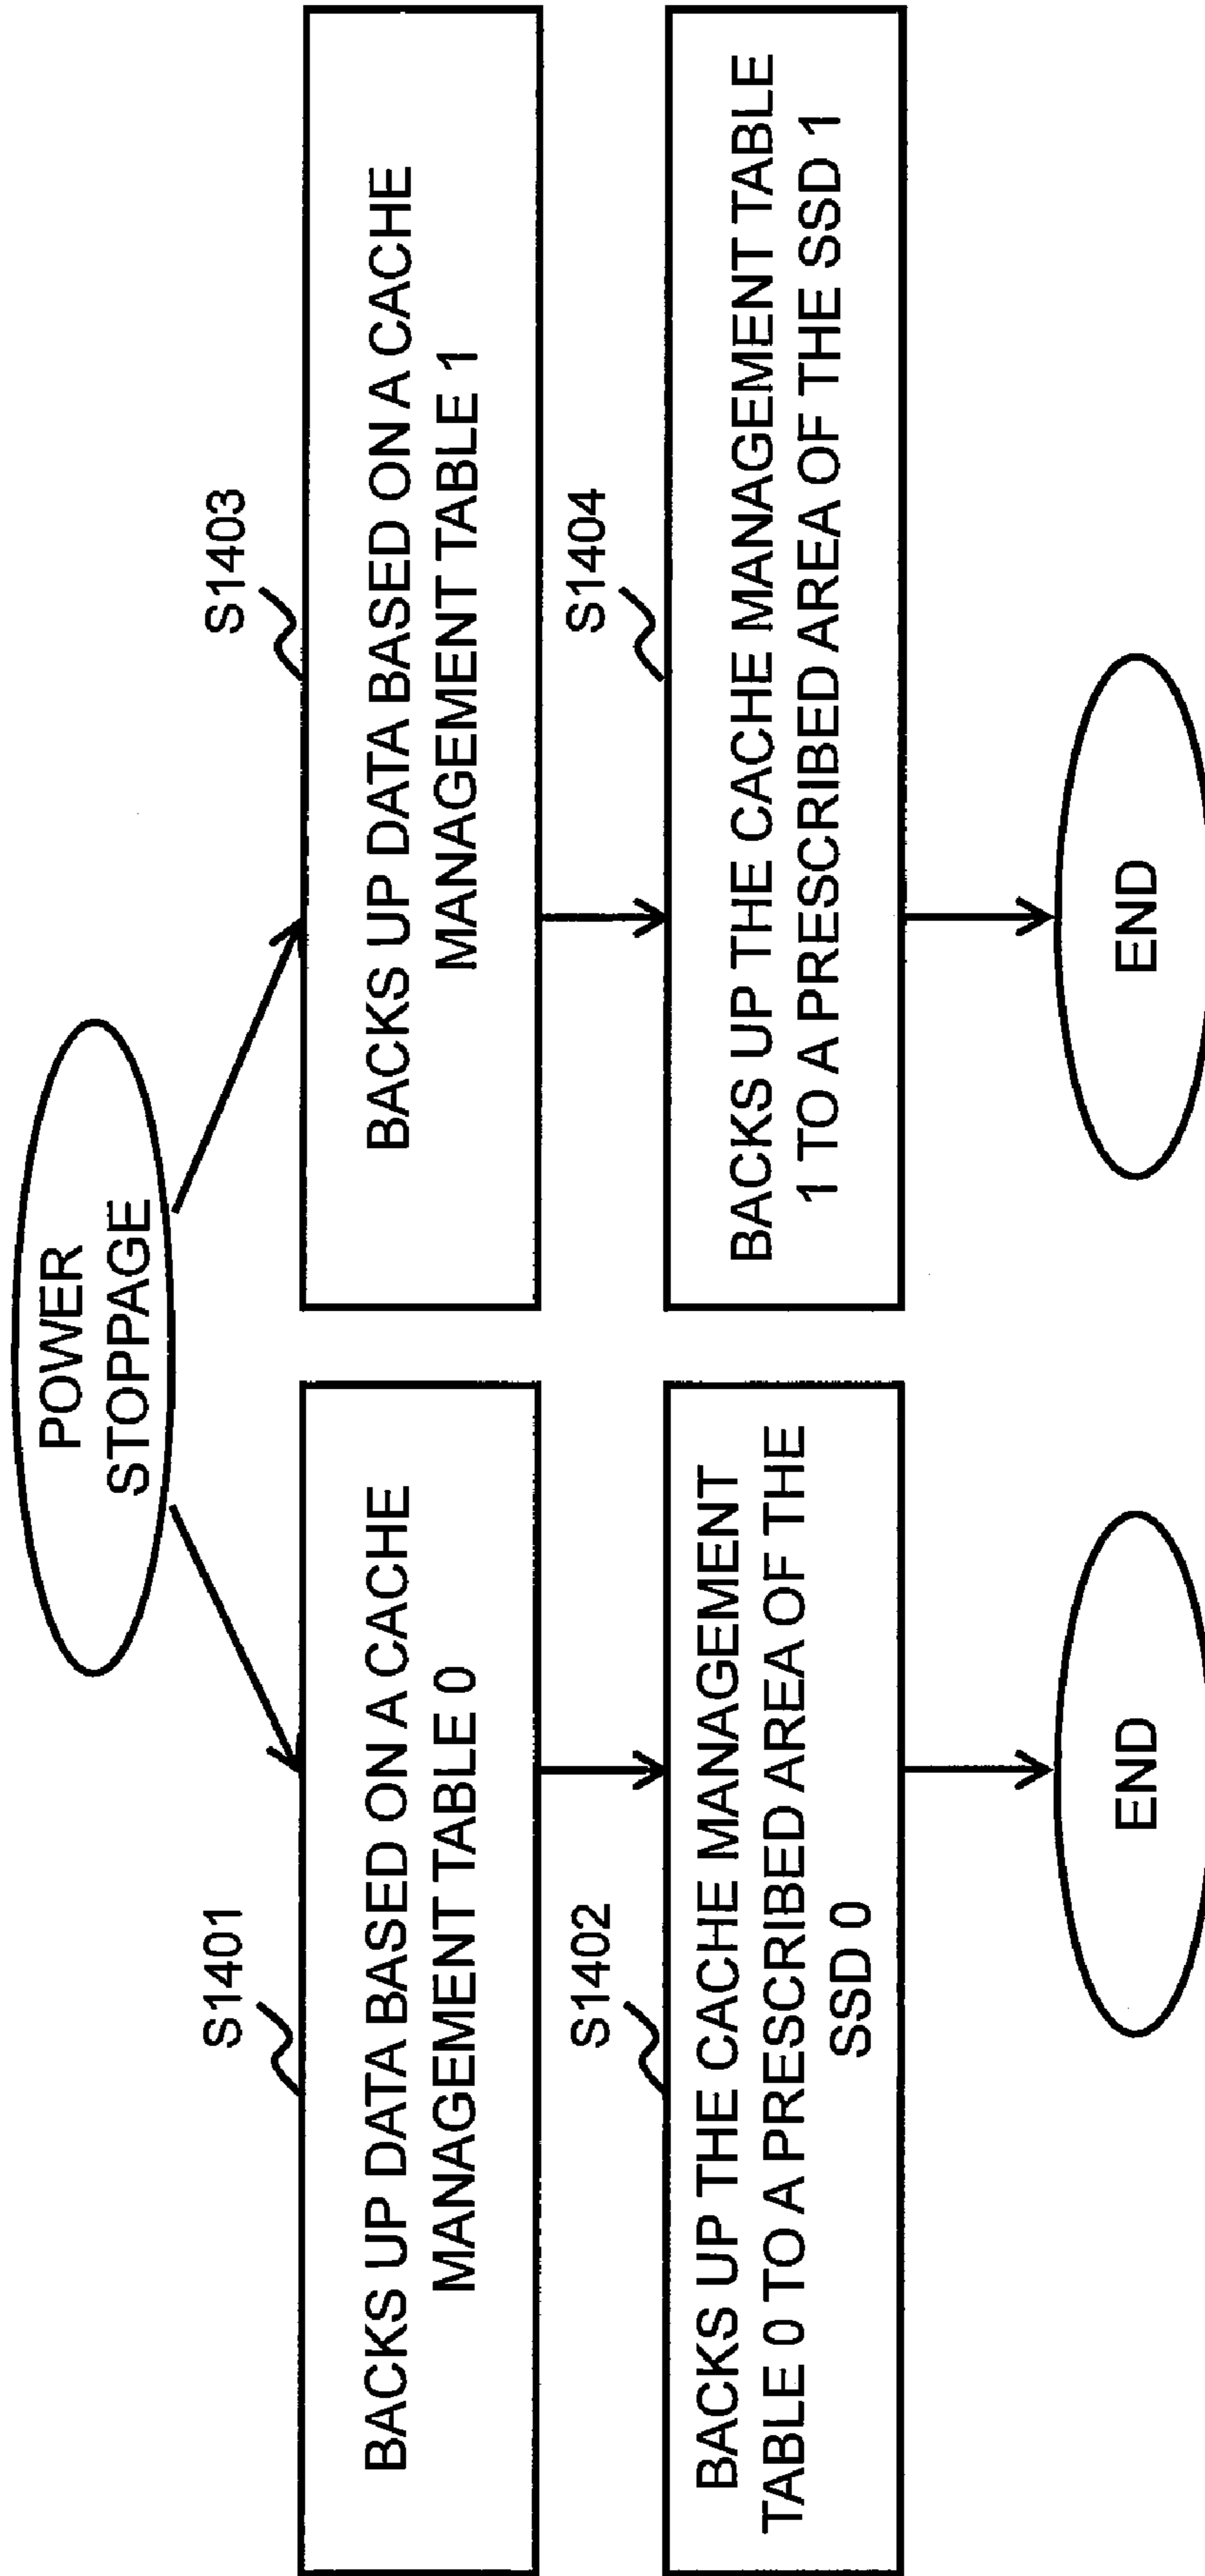 POWER
STOPPAGE
S1401
BACKS UP DATA BASED ON A CACHE
MANAGEMENT TABLE 0
S1402
BACKS UP THE CACHE MANAGEMENT
TABLE 0 TO A PRESCRIBED AREA OF THE
SSD 0
END
S1403
BACKS UP DATA BASED ON A CACHE
MANAGEMENT TABLE 1
S1404
BACKS UP THE CACHE MANAGEMENT TABLE
1 TO A PRESCRIBED AREA OF THE SSD 1
END